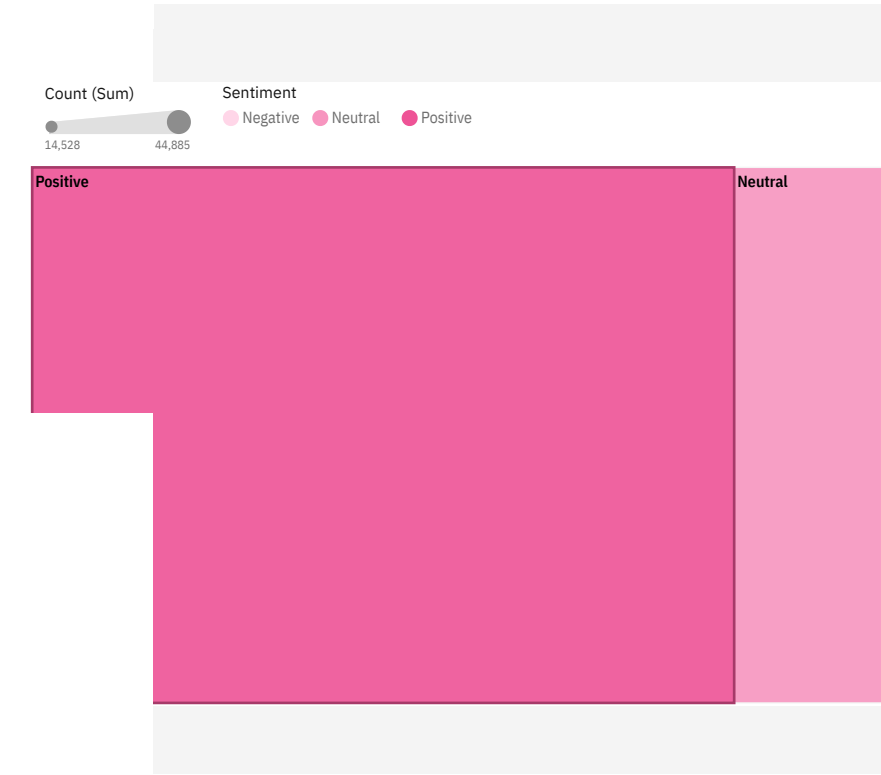 Count (Sum)
14,528 44,885
Sentiment
Negative Neutral Positive
Positive
Neutral